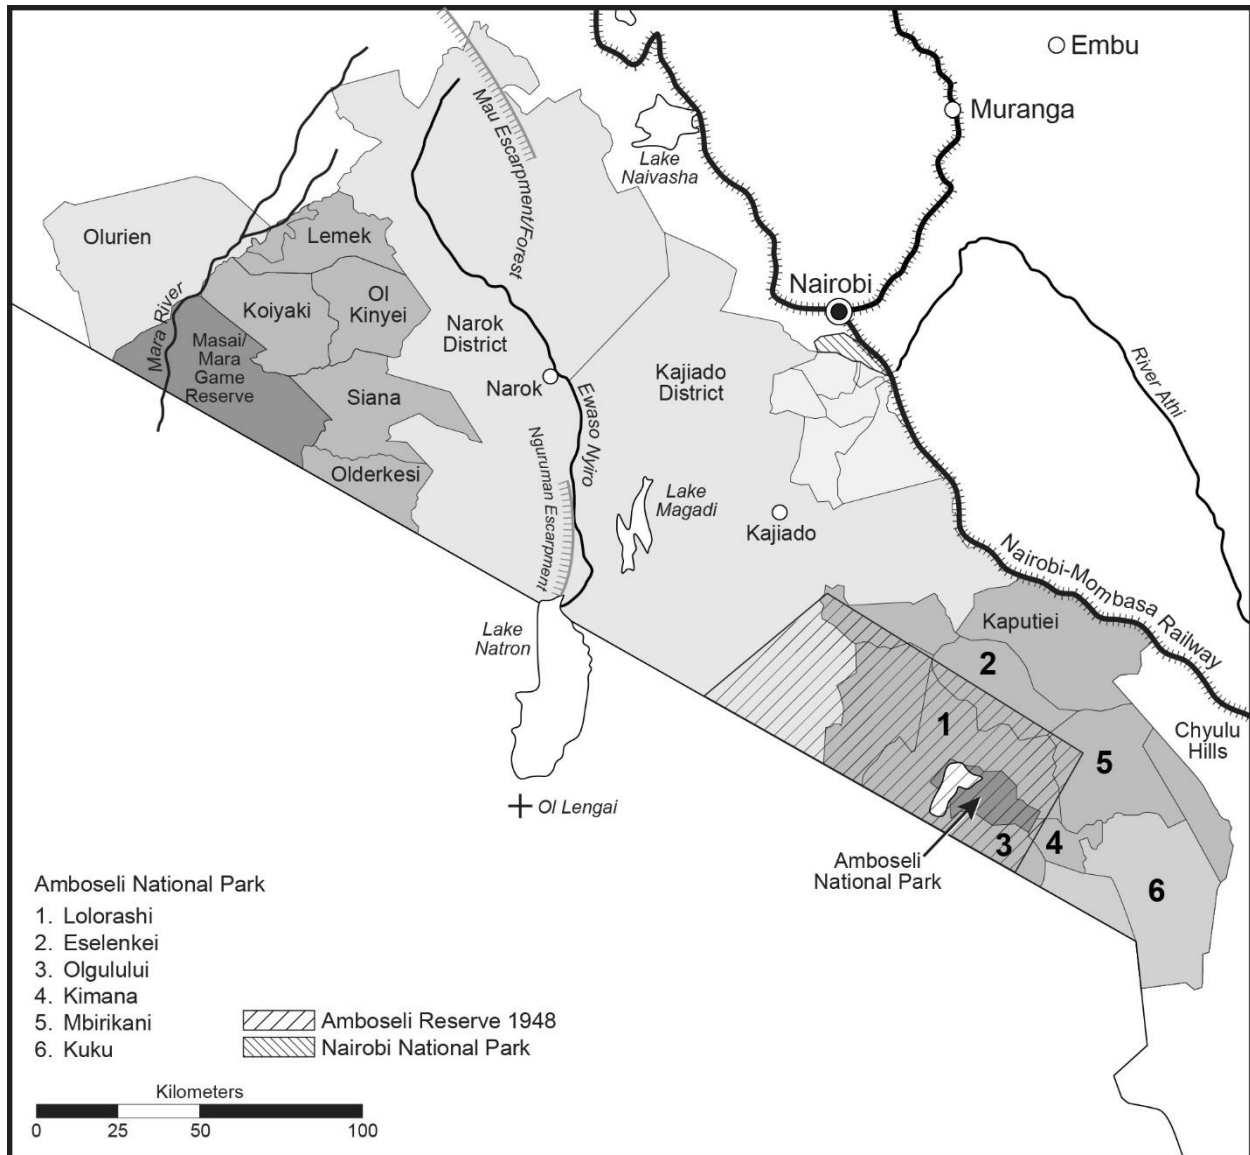 Embu
Muranga
Mau Escarpment/Forest
Lake
Naivasha
Olurien
Lemek
Nairobi
Mara River
Koiyaki
Ol
Kinyei
Narok
District
Masai/
Mara
Game
Reserve
Kajiado
District
River Athi
Narok
Siana
Ewaso Nyiro
Olderkesi
Nguruman Escarpment
Lake
Magadi
Kajiado
Nairobi-Mombasa Railway
Lake
Natron
Kaputiei
2
1
5
Chyulu
Hills
Ol Lengai
3
4
6
Amboseli
National Park
Amboseli National Park
1. Lolorashi
2. Eselenkei
3. Olgululului
4. Kimana
5. Mbirikani
6. Kuku
Amboseli Reserve 1948
Nairobi National Park
Kilometers
0 25 50 100